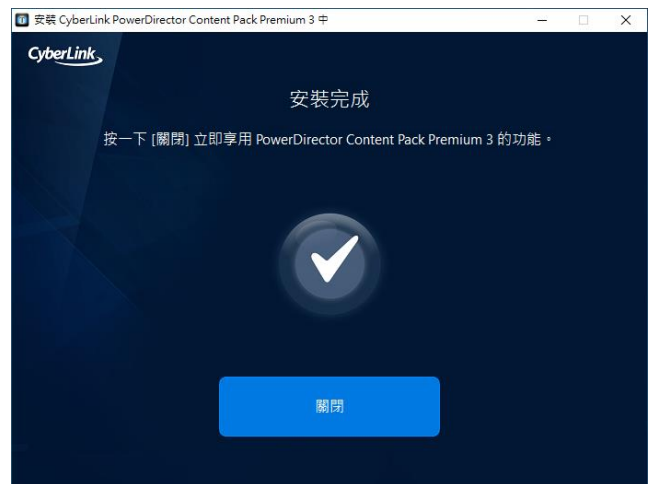 安裝 CyberLink PowerDirector Content Pack Premium 3 中
CyberLink
安裝完成
按一下 [關閉] 立即享用 PowerDirector Content Pack Premium 3 的功能。
關閉